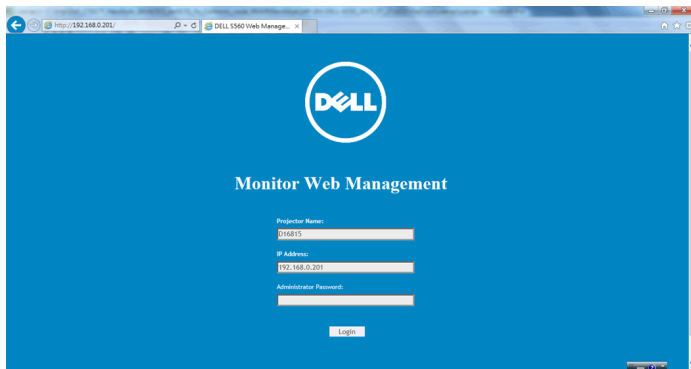 http://192.168.0.201/
DELL S560 Web Manage...
DELL
Monitor Web Management
Projector Name:
D16815
IP Address:
192.168.0.201
Administrator Password:
Login